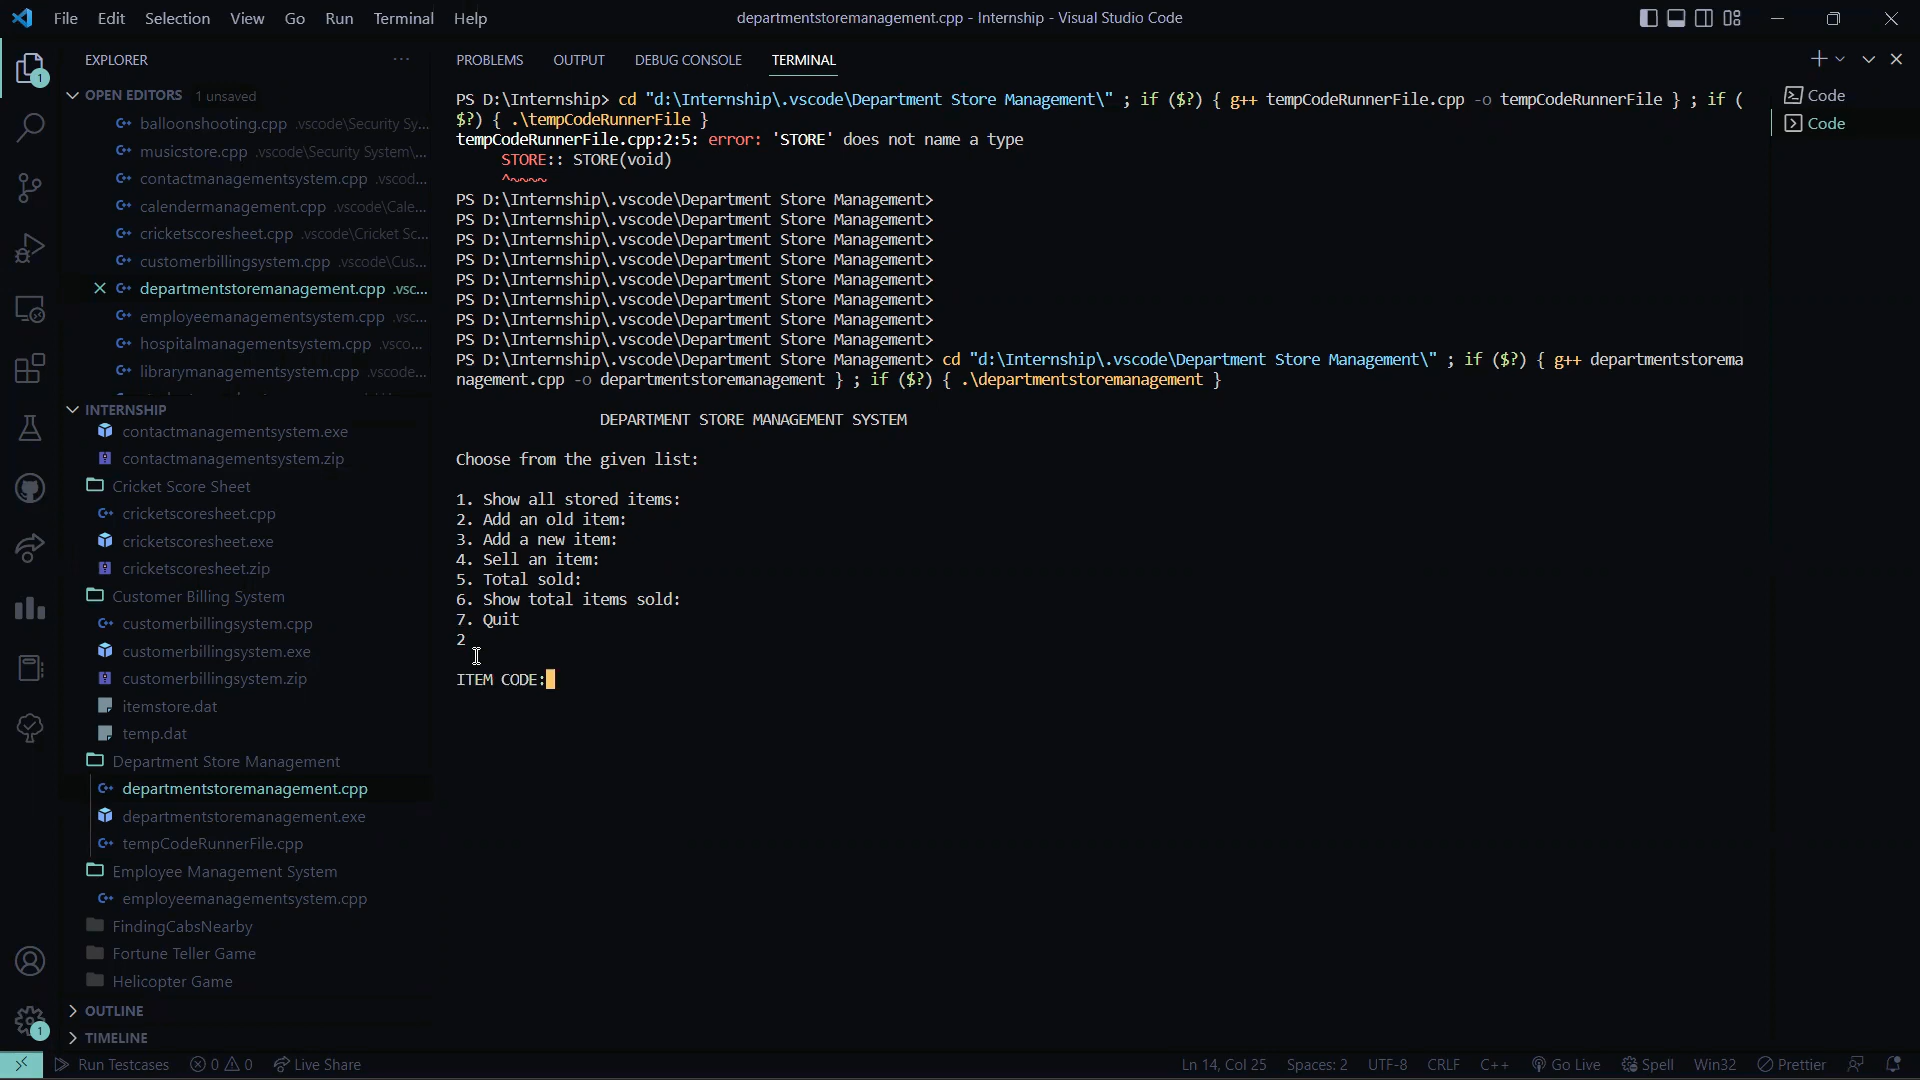 File Edit Selection View Go Run Terminal Help
departmentstoremanagement.cpp - Internship - Visual Studio Code
EXPLORER
OPEN EDITORS 1 unsaved
balloonshooting.cpp .vscode\Security Sy...
musicstore.cpp .vscode\Security System\...
contactmanagementsystem.cpp .vscod...
calendermanagement.cpp .vscode\Cale...
cricketscoresheet.cpp .vscode\Cricket Sc...
customerbillingsystem.cpp .vscode\Cus...
departmentstoremanagement.cpp .vsc...
employeemanagementsystem.cpp .vsc...
hospitalmanagementsystem.cpp .vsco...
librarymanagementsystem.cpp .vscode...
INTERNSHIP
contactmanagementsystem.exe
contactmanagementsystem.zip
Cricket Score Sheet
cricketscoresheet.cpp
cricketscoresheet.exe
cricketscoresheet.zip
Customer Billing System
customerbillingsystem.cpp
customerbillingsystem.exe
customerbillingsystem.zip
itemstore.dat
temp.dat
Department Store Management
departmentstoremanagement.cpp
departmentstoremanagement.exe
tempCodeRunnerFile.cpp
Employee Management System
employeemanagementsystem.cpp
FindingCabsNearby
Fortune Teller Game
Helicopter Game
OUTLINE
TIMELINE
1
1
PROBLEMS OUTPUT DEBUG CONSOLE TERMINAL
PS D:\Internship> cd "d:\Internship\.vscode\Department Store Management\" ; if ($?) { g++ tempCodeRunnerFile.cpp -o tempCodeRunnerFile } ; if (
$?) { .\tempCodeRunnerFile }
tempCodeRunnerFile.cpp:2:5: error: 'STORE' does not name a type
STORE:: STORE(void)
^~~~~
PS D:\Internship\.vscode\Department Store Management>
PS D:\Internship\.vscode\Department Store Management>
PS D:\Internship\.vscode\Department Store Management>
PS D:\Internship\.vscode\Department Store Management>
PS D:\Internship\.vscode\Department Store Management>
PS D:\Internship\.vscode\Department Store Management>
PS D:\Internship\.vscode\Department Store Management>
PS D:\Internship\.vscode\Department Store Management>
PS D:\Internship\.vscode\Department Store Management> cd "d:\Internship\.vscode\Department Store Management\" ; if ($?) { g++ departmentstorema
nagement.cpp -o departmentstoremanagement } ; if ($?) { .\departmentstoremanagement }
DEPARTMENT STORE MANAGEMENT SYSTEM
Choose from the given list:
1. Show all stored items:
2. Add an old item:
3. Add a new item:
4. Sell an item:
5. Total sold:
6. Show total items sold:
7. Quit
2
ITEM CODE:
Code
Code
Run Testcases 0 0 Live Share
Ln 14, Col 25 Spaces: 2 UTF-8 CRLF C++ Go Live Spell Win32 Prettier